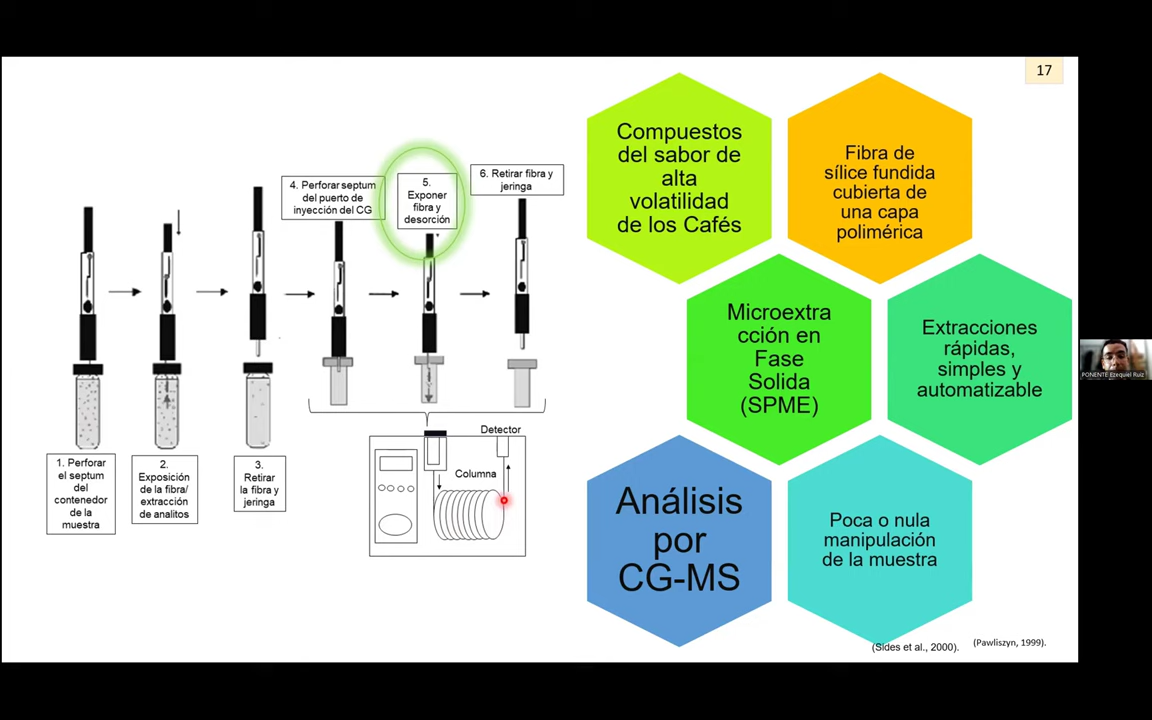 17
4. Perforar septum
del puerto de
inyección del CG
5.
Exponer
fibra y
desorción
6. Retirar fibra y
jeringa
1. Perforar
el septum
del
contenedor
de la
muestra
2.
Exposición
de la fibra/
extracción
de analitos
3.
Retirar
la fibra y
jeringa
Detector
Columna
Compuestos
del sabor de
alta
volatilidad
de los Cafés
Fibra de
sílice fundida
cubierta de
una capa
polimérica
Microextra
cción en
Fase
Solida
(SPME)
Extracciones
rápidas,
simples y
automatizable
Análisis
por
CG-MS
Poca o nula
manipulación
de la muestra
(Sides et al., 2000).
(Pawliszyn, 1999).
PONENTE Ezequiel Ruiz